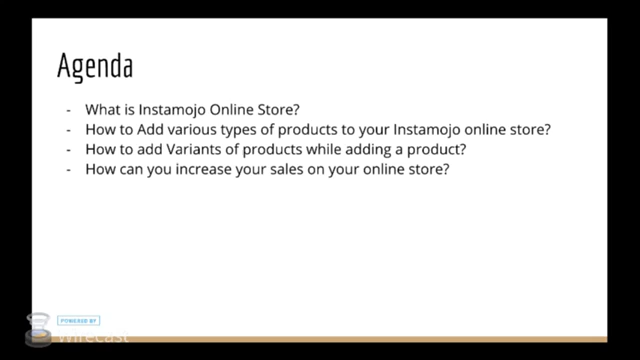 Agenda
- What is Instamojo Online Store?
- How to Add various types of products to your Instamojo online store?
- How to add Variants of products while adding a product?
- How can you increase your sales on your online store?
POWERED BY
wirecast